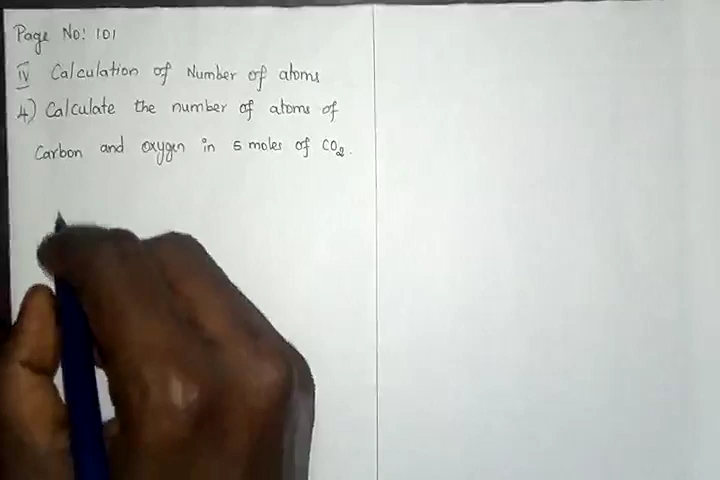 Page No: 101
IV Calculation of Number of atoms
4) Calculate the number of atoms of
Carbon and oxygen in 5 moles of CO₂.